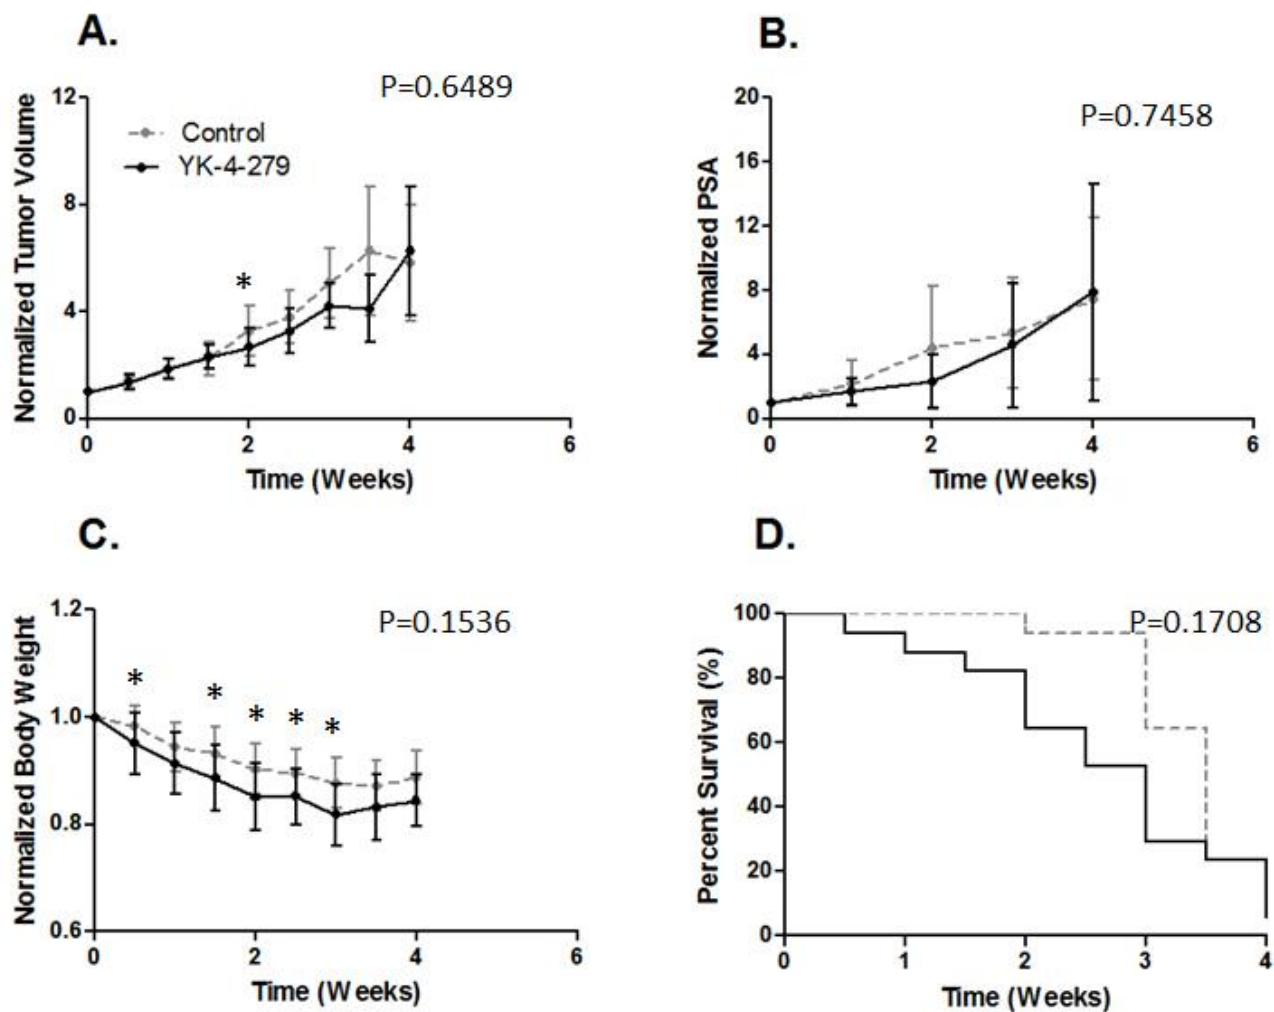 A.
P=0.6489
12
8
4
0
Normalized Tumor Volume
Control
YK-4-279
*
0
2
4
6
Time (Weeks)
B.
P=0.7458
20
16
12
8
4
0
Normalized PSA
0
2
4
6
Time (Weeks)
C.
P=0.1536
1.2
1.0
0.8
0.6
Normalized Body Weight
* * * * *
0
2
4
6
Time (Weeks)
D.
P=0.1708
100
80
60
40
20
0
Percent Survival (%)
0
1
2
3
4
Time (Weeks)